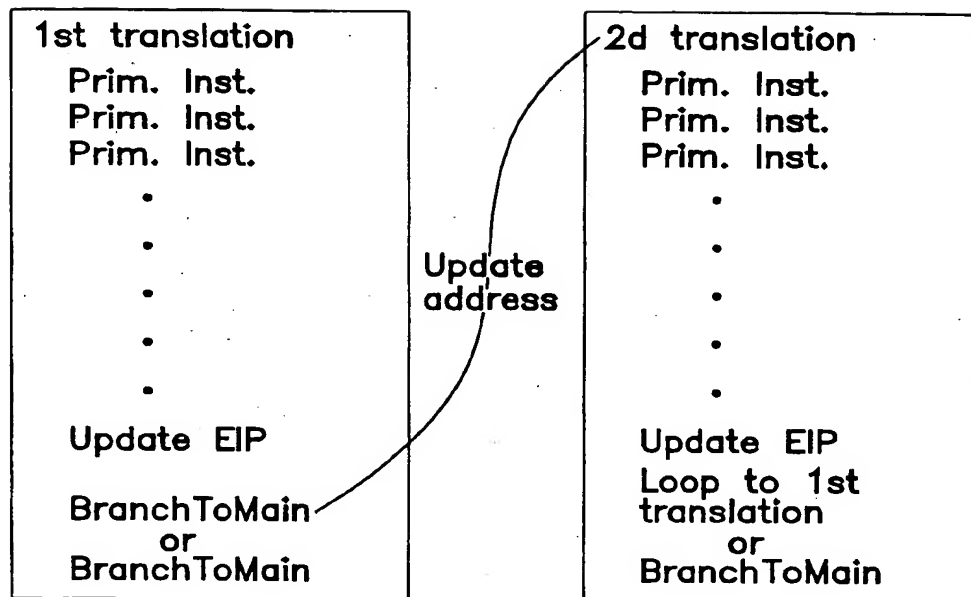 1st translation
Prim. Inst.
Prim. Inst.
Prim. Inst.
Update EIP
BranchToMain
or
BranchToMain
Update
address
2d translation
Prim. Inst.
Prim. Inst.
Prim. Inst.
Update EIP
Loop to 1st
translation
or
BranchToMain